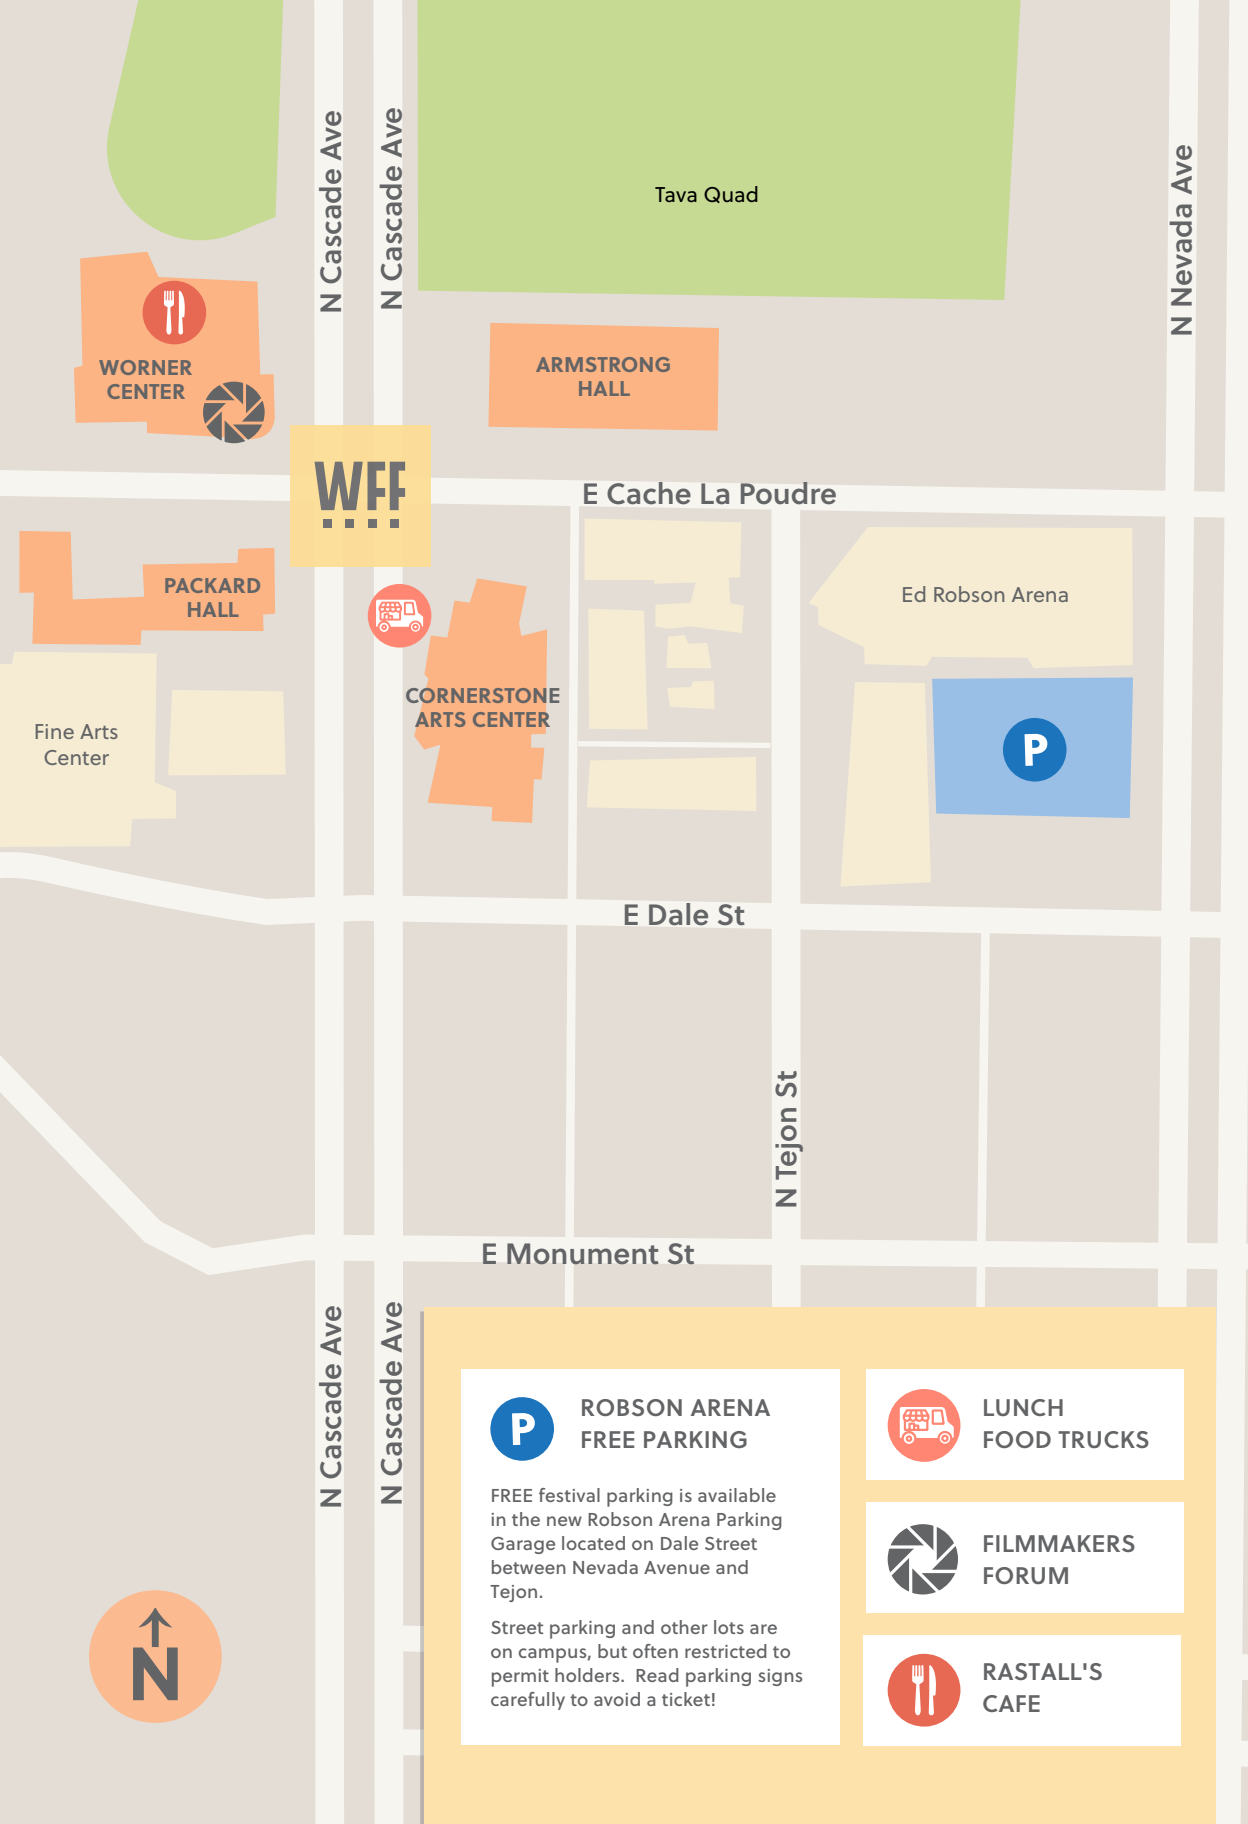 N Cascade Ave
N Cascade Ave
Tava Quad
N Nevada Ave
WORNER
CENTER
ARMSTRONG
HALL
WFF
E Cache La Poudre
PACKARD
HALL
Ed Robson Arena
CORNERSTONE
ARTS CENTER
Fine Arts
Center
P
E Dale St
N Tejon St
E Monument St
N Cascade Ave
N Cascade Ave
P
ROBSON ARENA
FREE PARKING
FREE festival parking is available
in the new Robson Arena Parking
Garage located on Dale Street
between Nevada Avenue and
Tejon.
Street parking and other lots are
on campus, but often restricted to
permit holders.  Read parking signs
carefully to avoid a ticket!
LUNCH
FOOD TRUCKS
FILMMAKERS
FORUM
RASTALL'S
CAFE
N